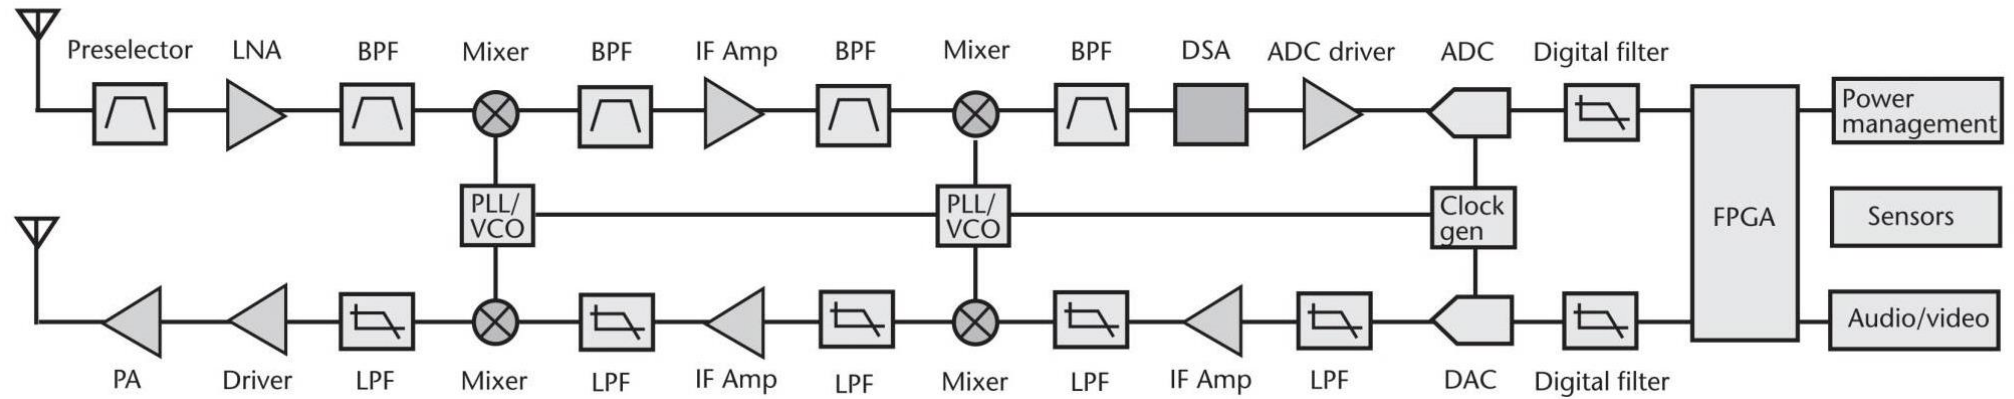 Preselector LNA BPF Mixer BPF IF Amp BPF Mixer BPF DSA ADC driver ADC Digital filter
Power
management
PLL/
VCO
PLL/
VCO
Clock
gen
FPGA
Sensors
Audio/video
PA Driver LPF Mixer LPF IF Amp LPF Mixer LPF IF Amp LPF DAC Digital filter